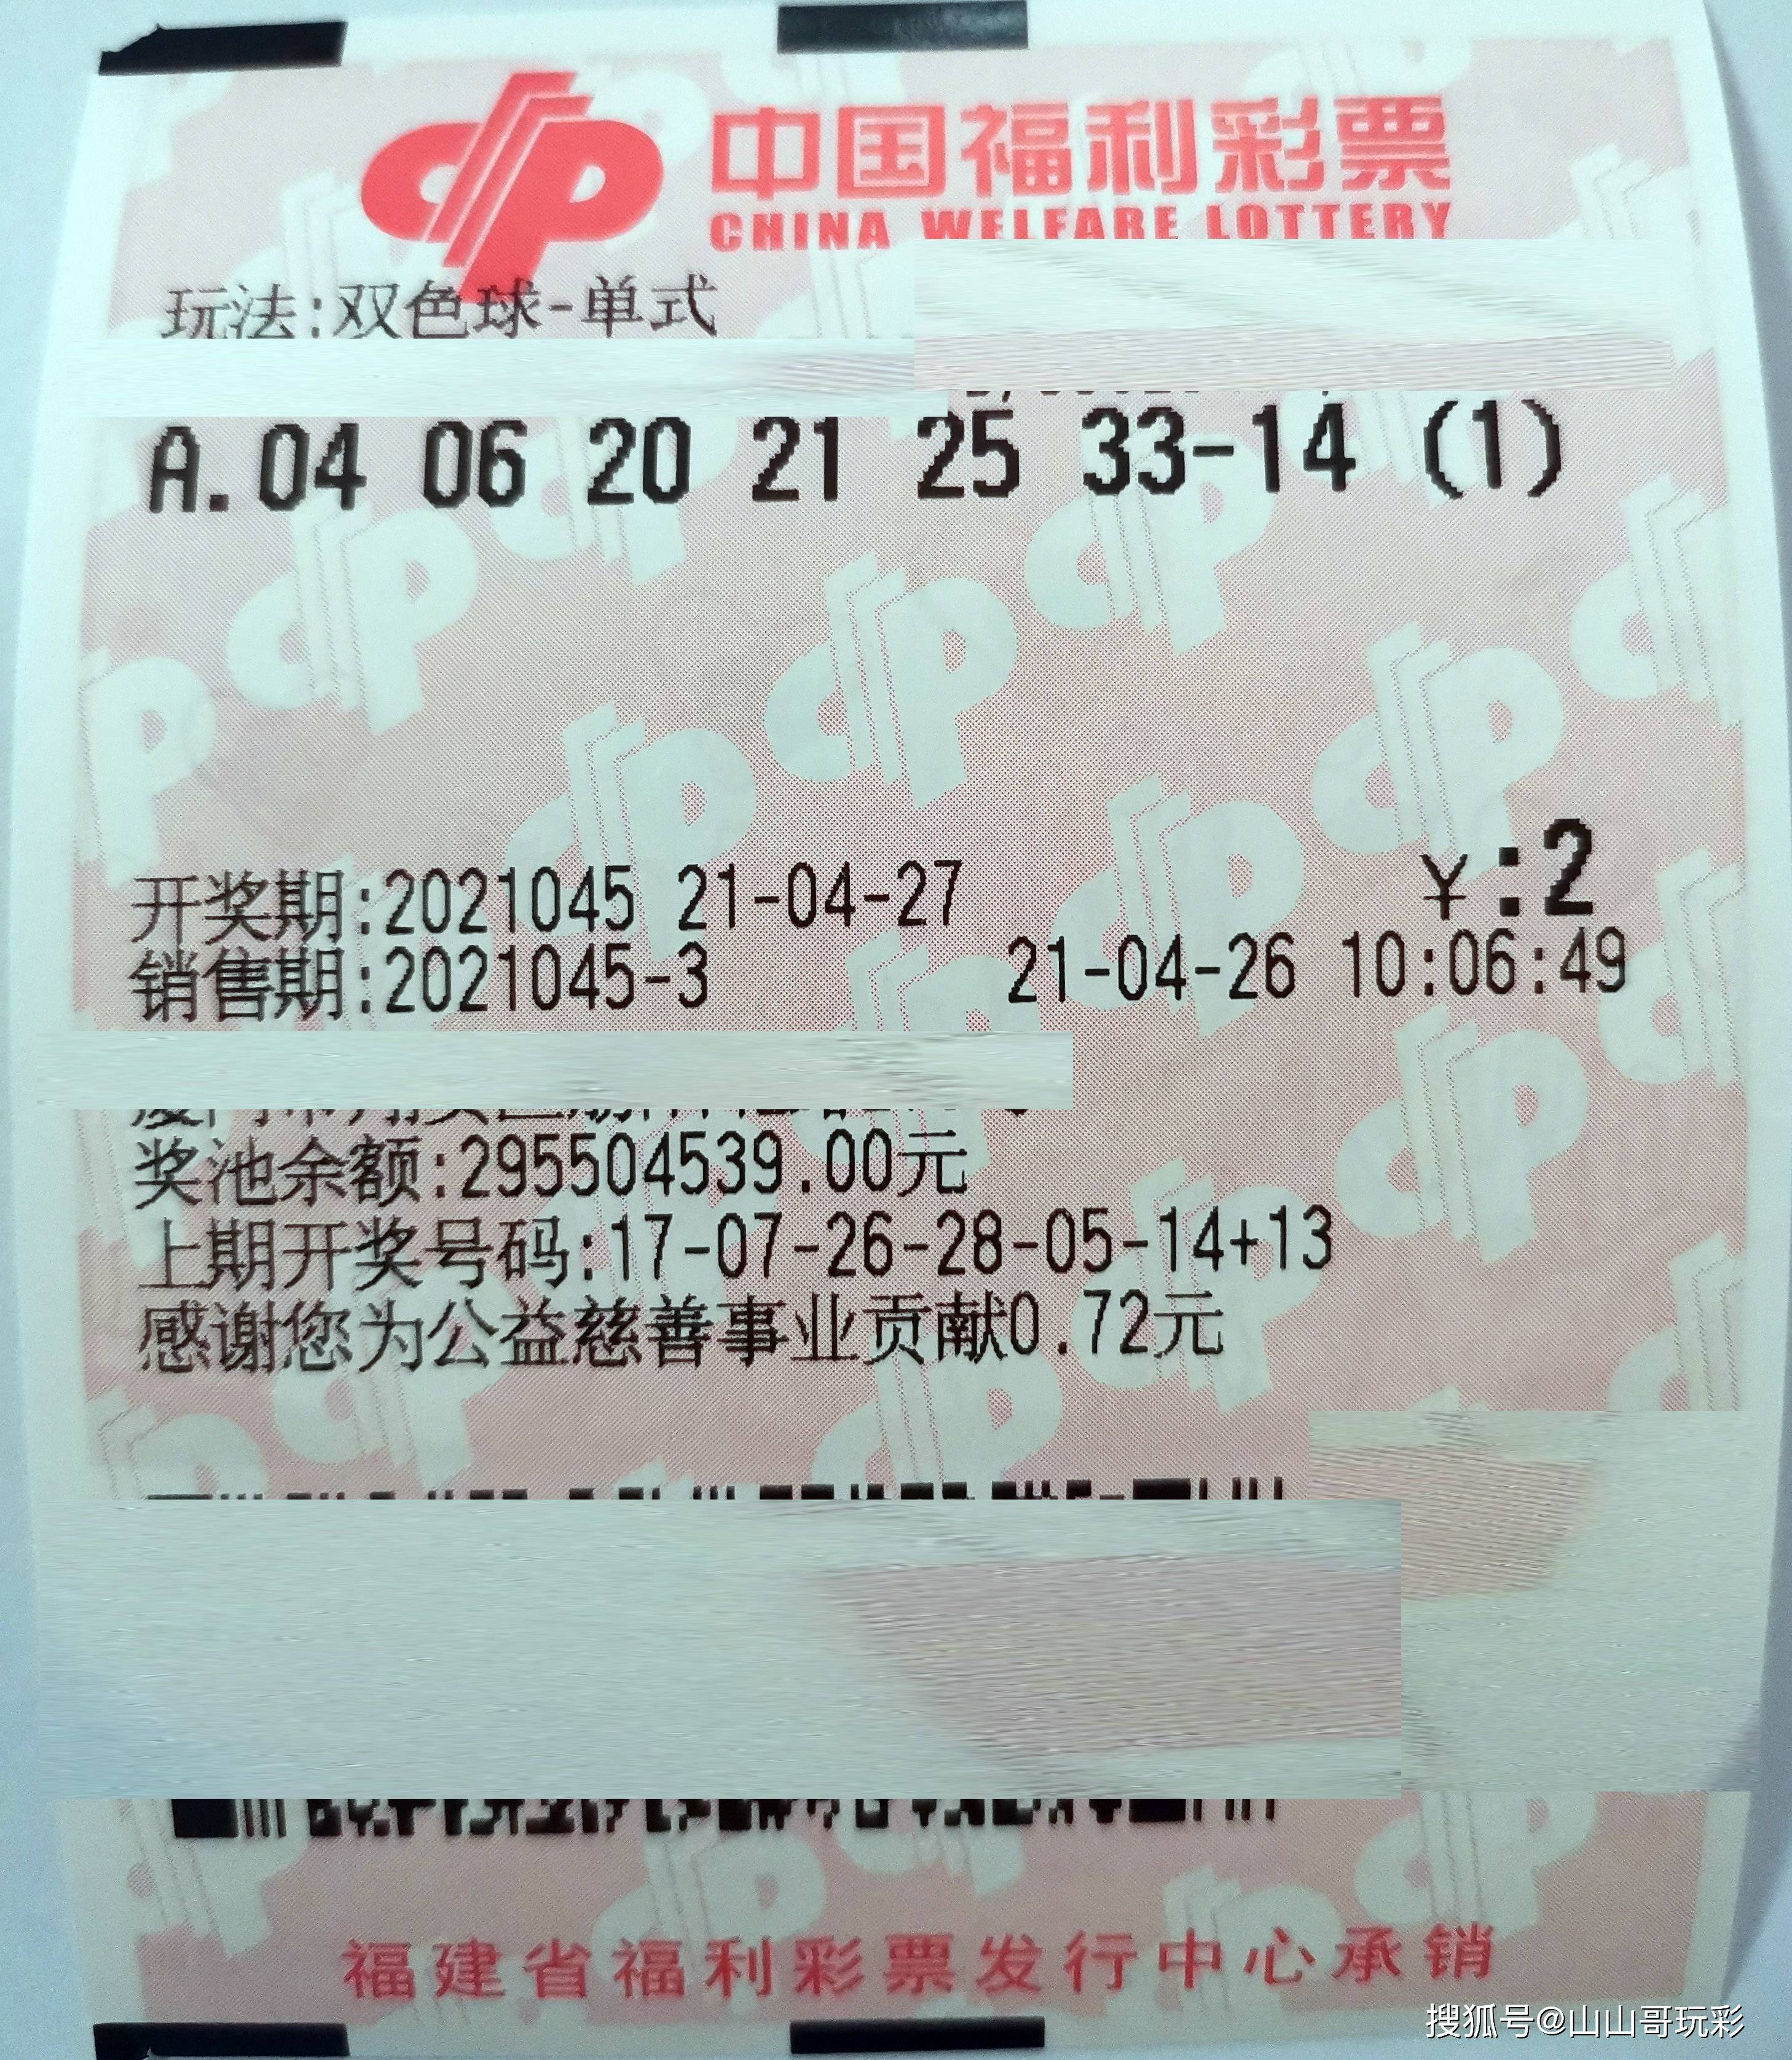 中国福利彩票
CHINA WELFARE LOTTERY
玩法:双色球-单式
A.04 06 20 21 25 33-14 (1)
¥:2
开奖期:2021045 21-04-27
销售期:2021045-3 21-04-26 10:06:49
奖池余额:295504539.00元
上期开奖号码:17-07-26-28-05-14+13
感谢您为公益慈善事业贡献0.72元
福建省福利彩票发行中心承销
搜狐号@山山哥玩彩